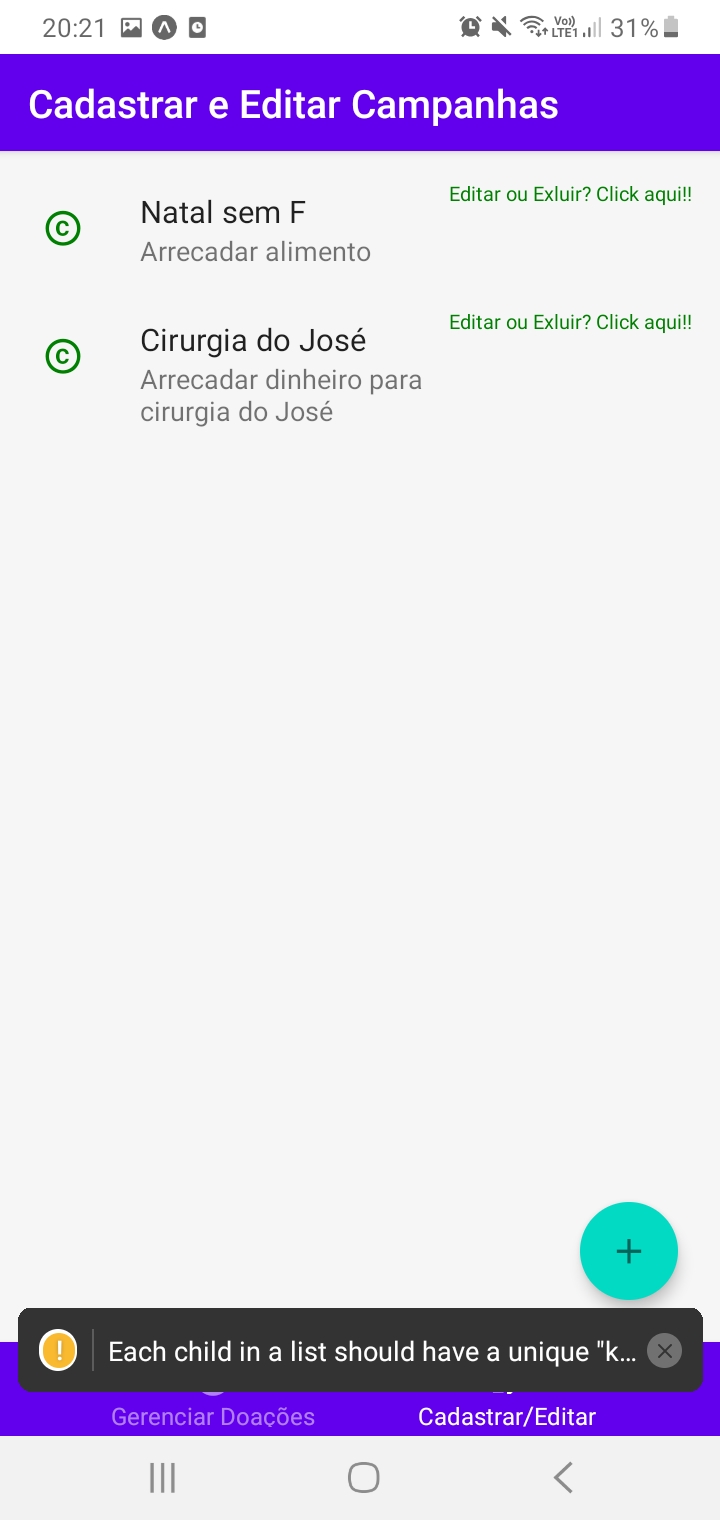 20:21 Vo)) LTE1 31%
Cadastrar e Editar Campanhas
Editar ou Exluir? Click aqui!!
C
Natal sem F
Arrecadar alimento
Editar ou Exluir? Click aqui!!
C
Cirurgia do José
Arrecadar dinheiro para
cirurgia do José
+
! Each child in a list should have a unique "k...
Gerenciar Doações
Cadastrar/Editar